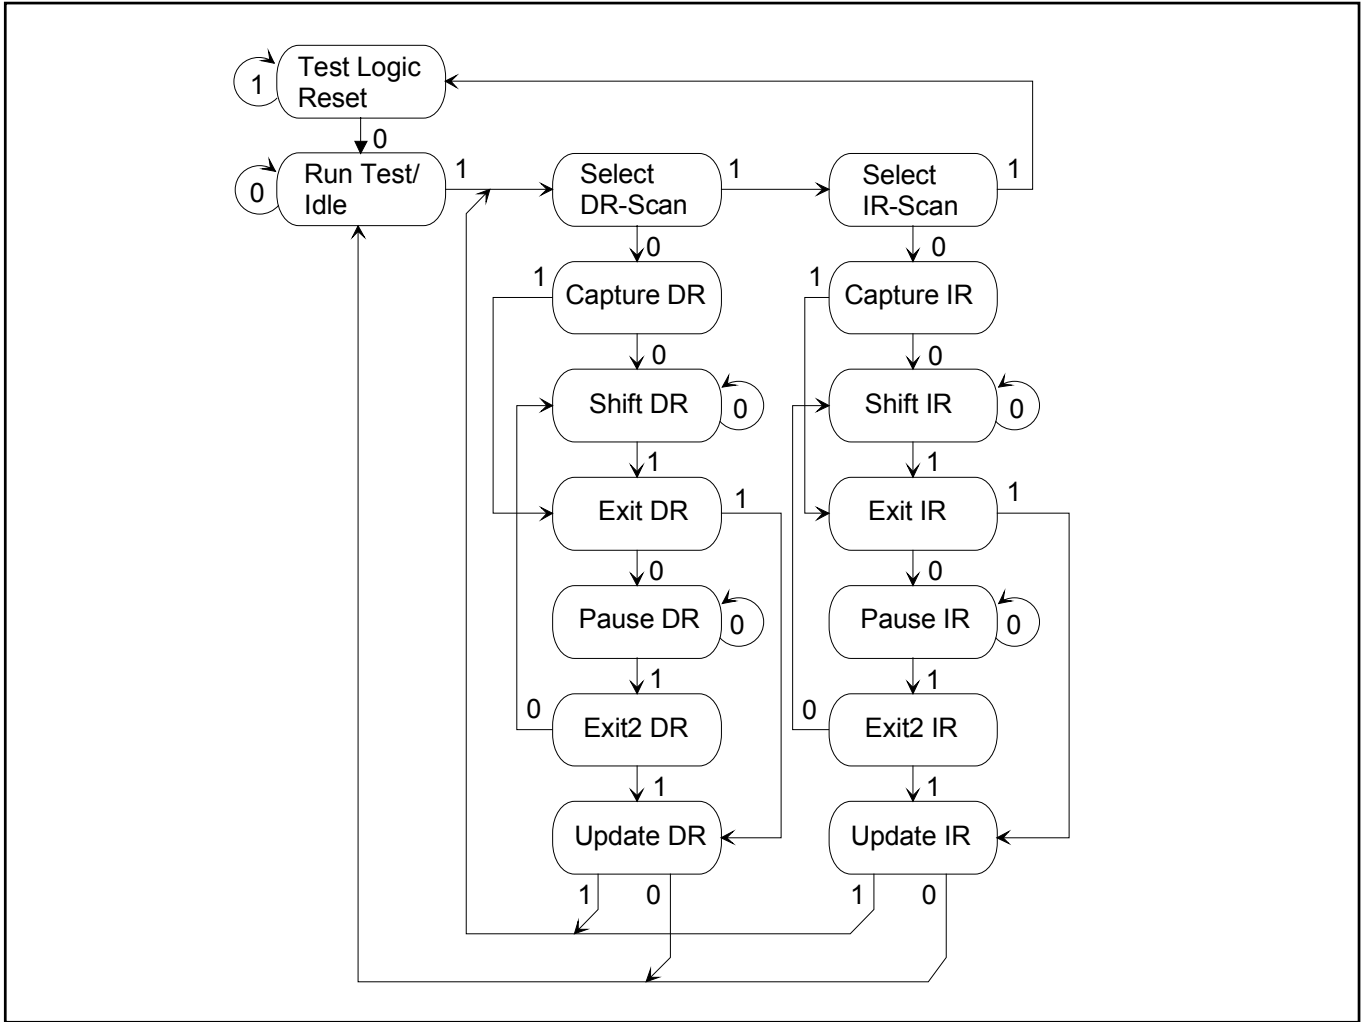 Test Logic
Reset
1
0
Run Test/
Idle
0
1
Select
DR-Scan
1
Select
IR-Scan
1
0
0
1
Capture DR
1
Capture IR
0
0
Shift DR
0
Shift IR
0
1
1
Exit DR
1
Exit IR
1
0
0
Pause DR
0
Pause IR
0
1
1
0
Exit2 DR
0
Exit2 IR
1
1
Update DR
Update IR
1
0
1
0